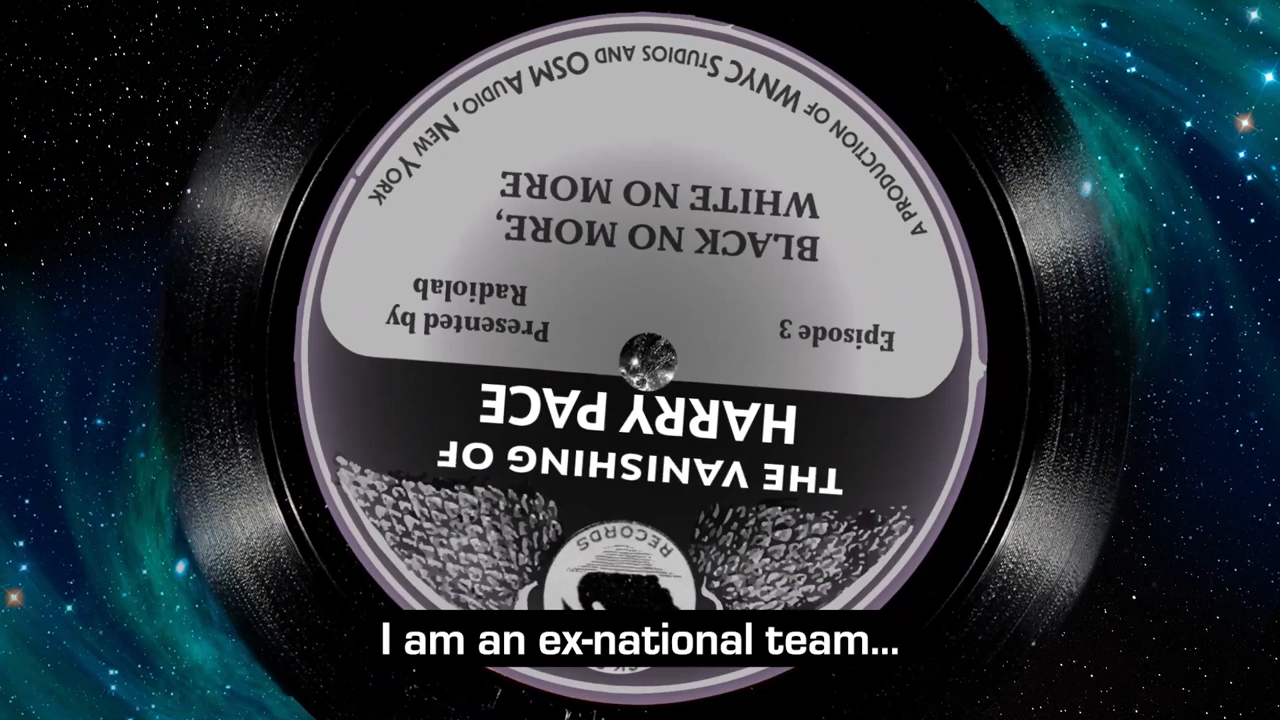 THE VANISHING OF
HARRY PACE
Episode 3
Presented by
Radiolab
BLACK NO MORE,
WHITE NO MORE
A PRODUCTION OF WNYC STUDIOS AND OSM AUDIO, NEW YORK
RECORDS
I am an ex-national team...